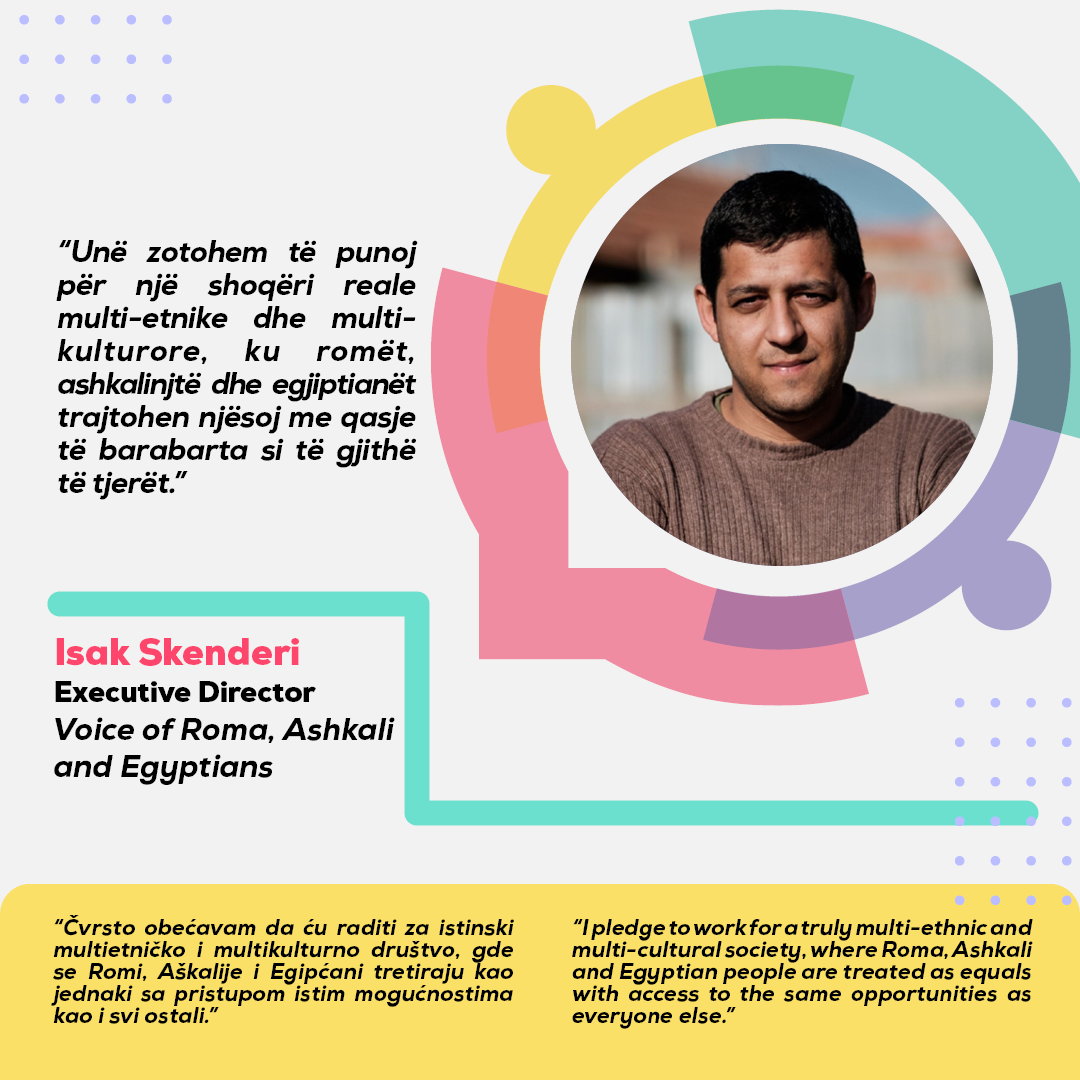 “Unë zotohem të punoj
për një shoqëri reale
multi-etnike dhe multi-
kulturore, ku romët,
ashkalinjtë dhe egjiptianët
trajtohen njësoj me qasje
të barabarta si të gjithë
të tjerët.”
Isak Skenderi
Executive Director
Voice of Roma, Ashkali
and Egyptians
“Čvrsto obećavam da ću raditi za istinski
multietničko i multikulturno društvo, gde
se Romi, Aškalije i Egipćani tretiraju kao
jednaki sa pristupom istim mogućnostima
kao i svi ostali.”
“I pledge to work for a truly multi-ethnic and
multi-cultural society, where Roma, Ashkali
and Egyptian people are treated as equals
with access to the same opportunities as
everyone else.”